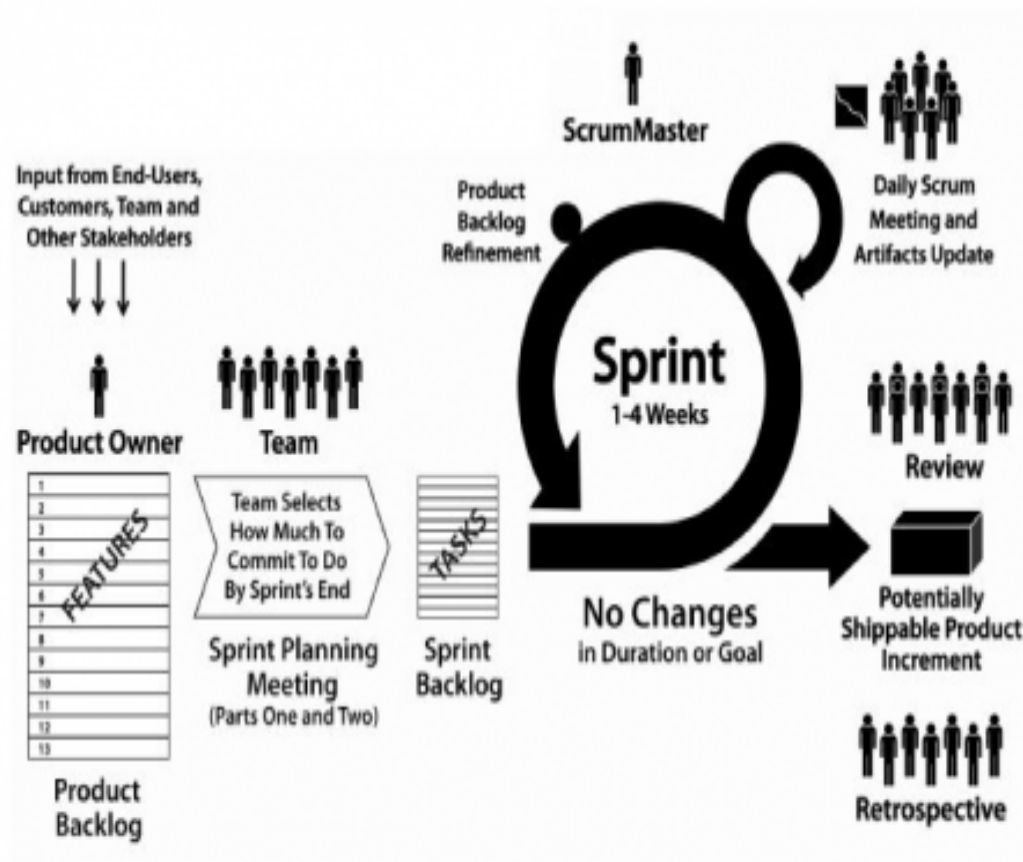 Input from End-Users,
Customers, Team and
Other Stakeholders
Product Owner
1
2
3
4
5
6
7
8
9
10
11
12
13
FEATURES
Product
Backlog
Team
Team Selects
How Much To
Commit To Do
By Sprint's End
Sprint Planning
Meeting
(Parts One and Two)
TASKS
Sprint
Backlog
Product
Backlog
Refinement
ScrumMaster
Sprint
1-4 Weeks
No Changes
in Duration or Goal
Daily Scrum
Meeting and
Artifacts Update
Review
Potentially
Shippable Product
Increment
Retrospective